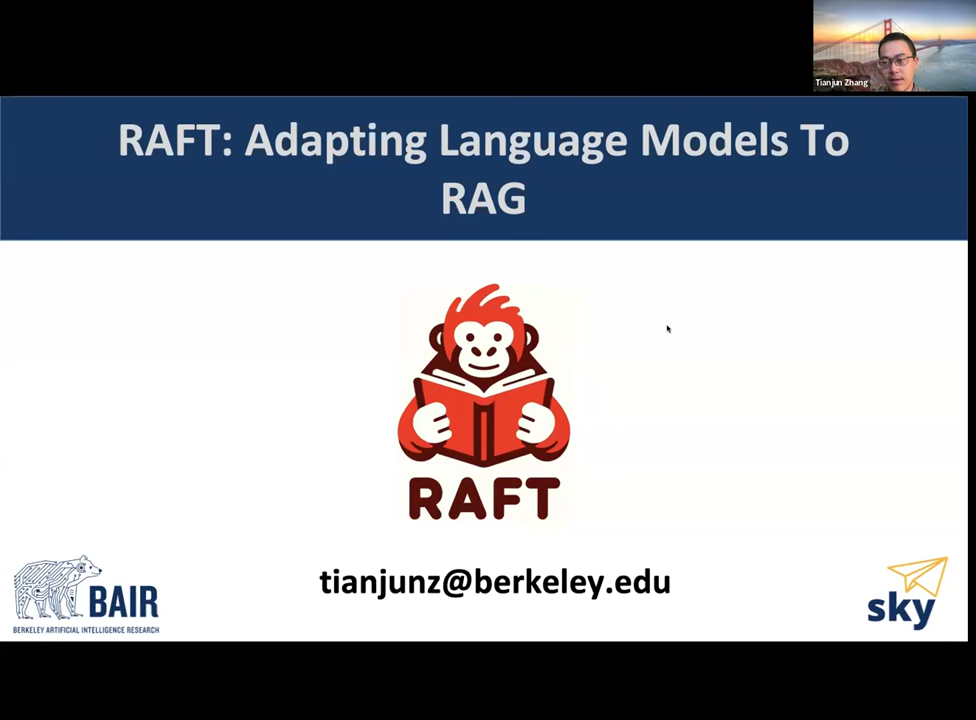 Tianjun Zhang
RAFT: Adapting Language Models To
RAG
RAFT
tianjunz@berkeley.edu
BAIR
BERKELEY ARTIFICIAL INTELLIGENCE RESEARCH
sky